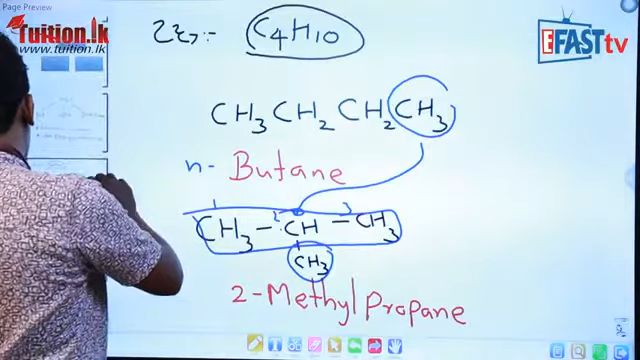 Page Preview
Tuition.lk
www.tuition.lk
EFAST tv
C4H10
CH3 CH2 CH2 CH3
n- Butane
1 2 3
CH3 - CH - CH3
CH3
2-Methyl Propane